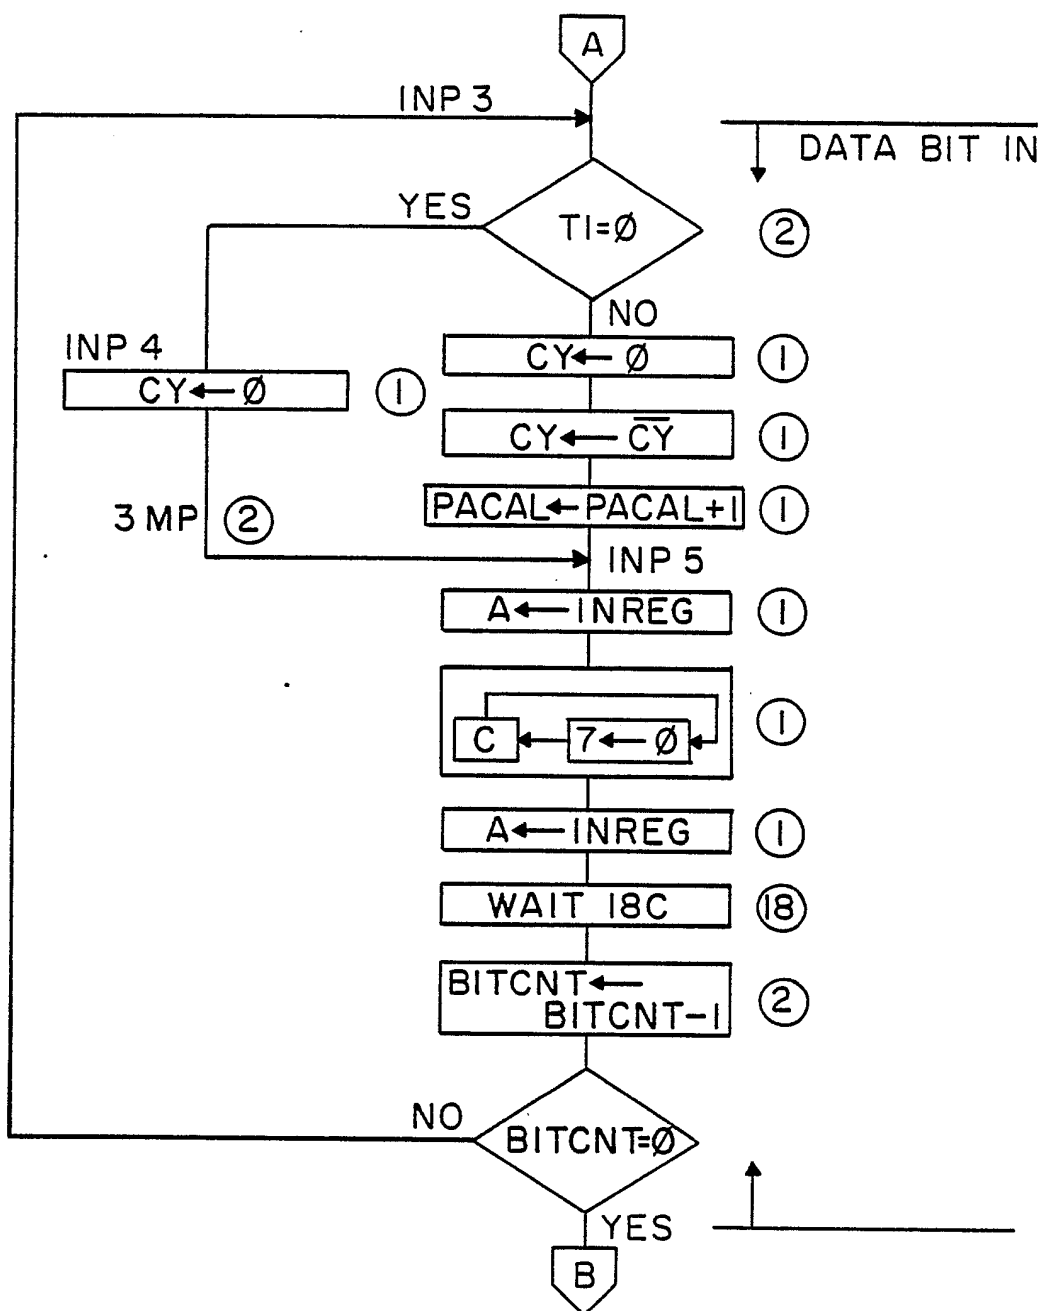 A
INP 3
DATA BIT IN
YES
T1=Ø
2
NO
INP 4
CY←Ø
1
CY←Ø
1
CY←C̅Y̅
1
3 MP
2
PACAL←PACAL+1
1
INP 5
A←INREG
1
C
7←Ø
1
A←INREG
1
WAIT 18C
18
BITCNT←
BITCNT-1
2
NO
BITCNT=Ø
YES
B